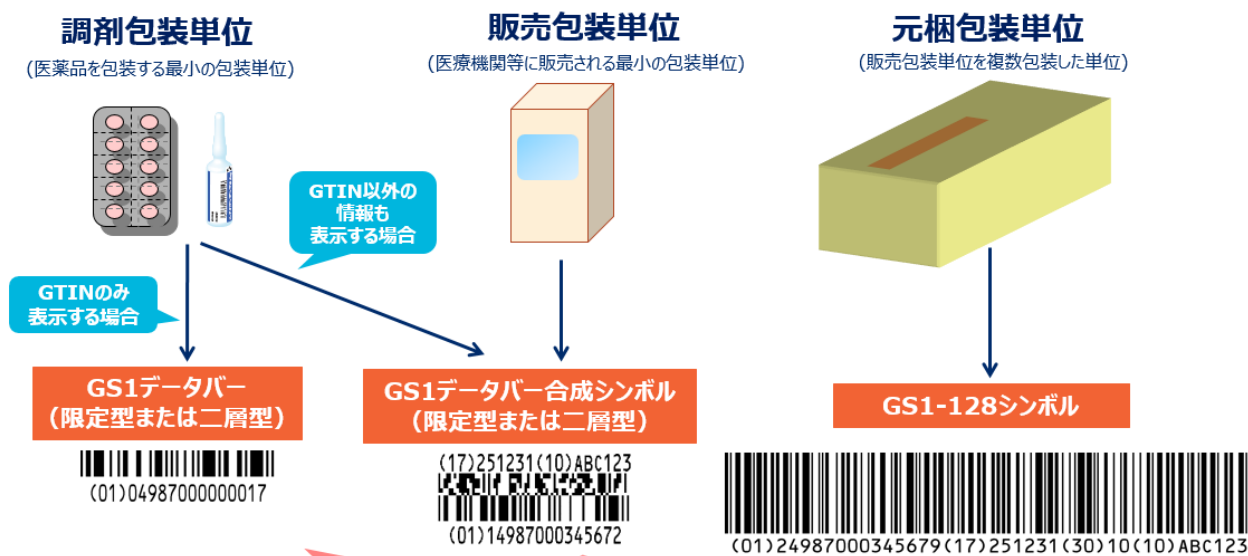 調剤包装単位
(医薬品を包装する最小の包装単位)
販売包装単位
(医療機関等に販売される最小の包装単位)
元梱包装単位
(販売包装単位を複数包装した単位)
GTIN以外の
情報も
表示する場合
GTINのみ
表示する場合
GS1データバー
(限定型または二層型)
GS1データバー合成シンボル
(限定型または二層型)
GS1-128シンボル
(01)04987000000017
(17)251231(10)ABC123
(01)14987000345672
(01)24987000345679(17)251231(30)10(10)ABC123